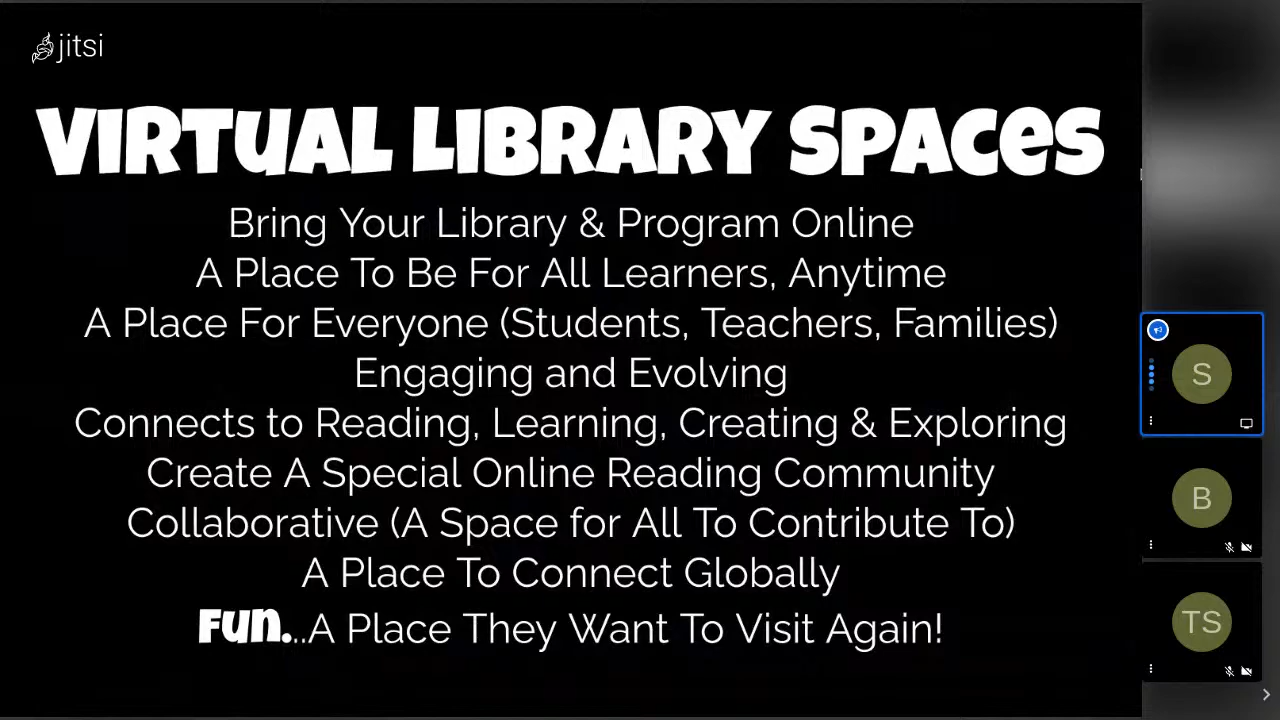 jitsi
VIRTUAL LIBRARY SPACES
Bring Your Library & Program Online
A Place To Be For All Learners, Anytime
A Place For Everyone (Students, Teachers, Families)
Engaging and Evolving
Connects to Reading, Learning, Creating & Exploring
Create A Special Online Reading Community
Collaborative (A Space for All To Contribute To)
A Place To Connect Globally
Fun...A Place They Want To Visit Again!
S
B
TS